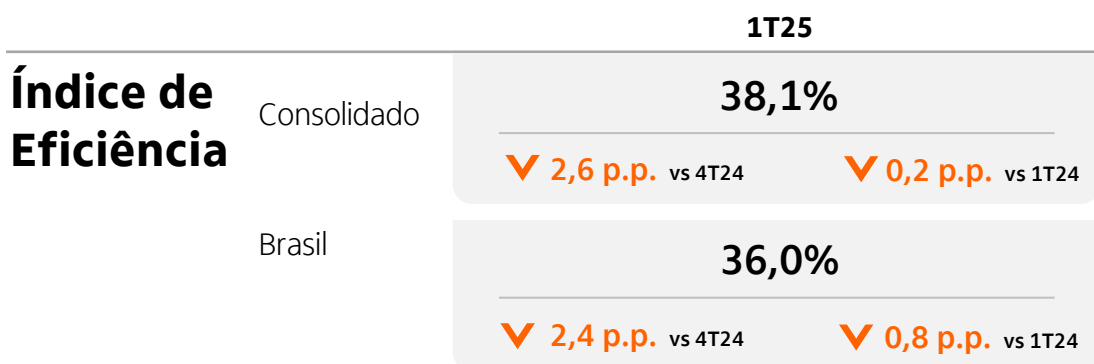 1T25
Índice de
Eficiência
Consolidado
38,1%
2,6 p.p. vs 4T24
0,2 p.p. vs 1T24
Brasil
36,0%
2,4 p.p. vs 4T24
0,8 p.p. vs 1T24